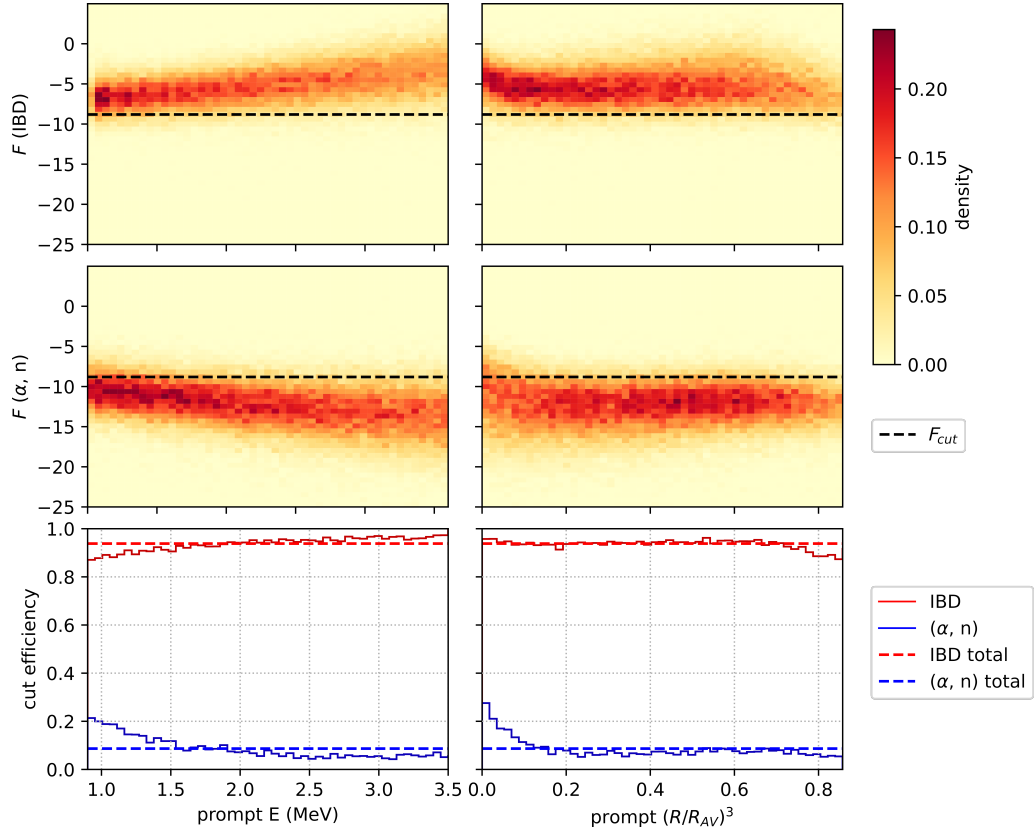 0
−5
−10
−15
−20
−25
F (IBD)
0.20
0.15
0.10
0.05
0.00
density
0
−5
−10
−15
−20
−25
F (α, n)
F_cut
1.0
0.8
0.6
0.4
0.2
0.0
cut efficiency
1.0 1.5 2.0 2.5 3.0 3.5
prompt E (MeV)
0.0 0.2 0.4 0.6 0.8
prompt (R/R_AV)³
IBD
(α, n)
IBD total
(α, n) total